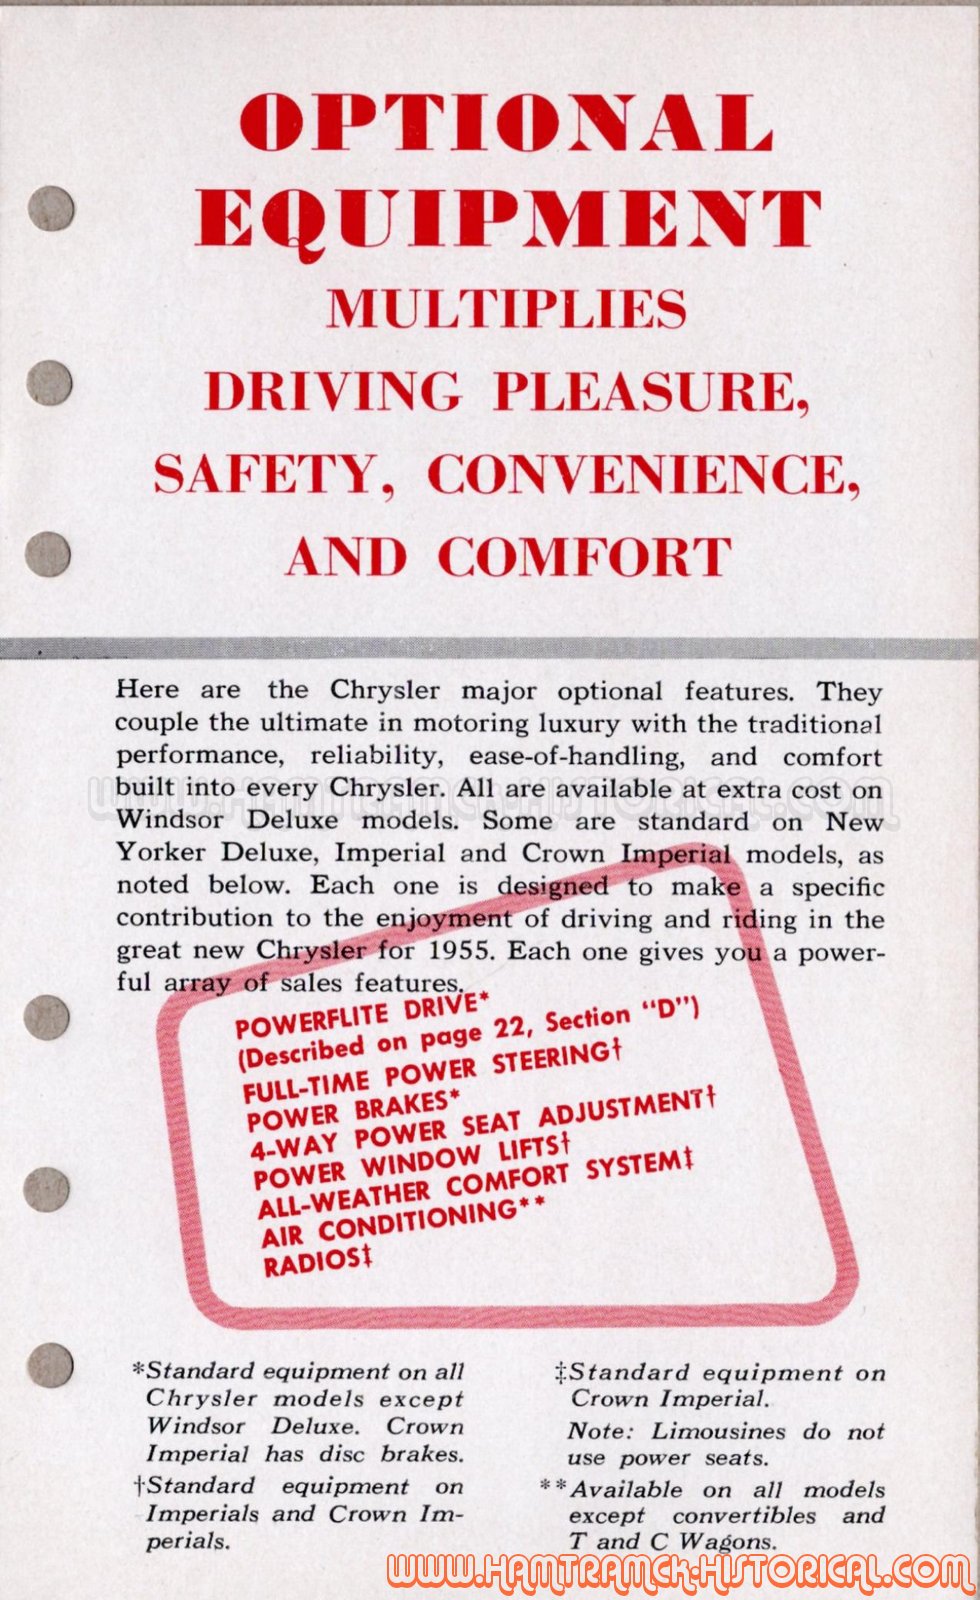 OPTIONAL
EQUIPMENT
MULTIPLIES
DRIVING PLEASURE,
SAFETY, CONVENIENCE,
AND COMFORT
Here are the Chrysler major optional features. They
couple the ultimate in motoring luxury with the traditional
performance, reliability, ease-of-handling, and comfort
built into every Chrysler. All are available at extra cost on
Windsor Deluxe models. Some are standard on New
Yorker Deluxe, Imperial and Crown Imperial models, as
noted below. Each one is designed to make a specific
contribution to the enjoyment of driving and riding in the
great new Chrysler for 1955. Each one gives you a power-
ful array of sales features.
www.Hamtramck-Historical.com
POWERFLITE DRIVE*
(Described on page 22, Section "D")
FULL-TIME POWER STEERING†
POWER BRAKES*
4-WAY POWER SEAT ADJUSTMENT†
POWER WINDOW LIFTS†
ALL-WEATHER COMFORT SYSTEM‡
AIR CONDITIONING**
RADIOS‡
*Standard equipment on all
Chrysler models except
Windsor Deluxe. Crown
Imperial has disc brakes.
†Standard equipment on
Imperials and Crown Im-
perials.
‡Standard equipment on
Crown Imperial.
Note: Limousines do not
use power seats.
**Available on all models
except convertibles and
T and C Wagons.
www.Hamtramck-Historical.com